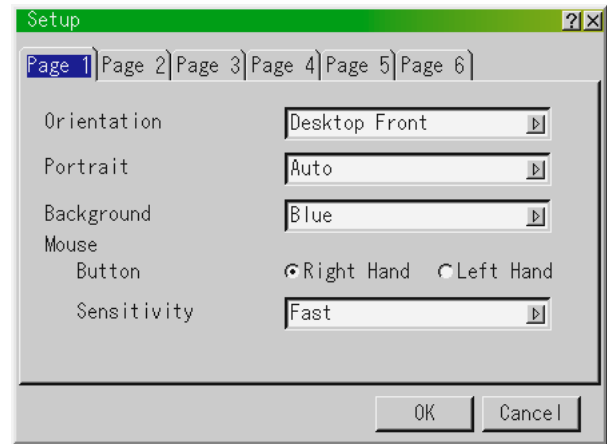 Setup
Page 1 Page 2 Page 3 Page 4 Page 5 Page 6
Orientation Desktop Front
Portrait Auto
Background Blue
Mouse
Button Right Hand Left Hand
Sensitivity Fast
OK Cancel